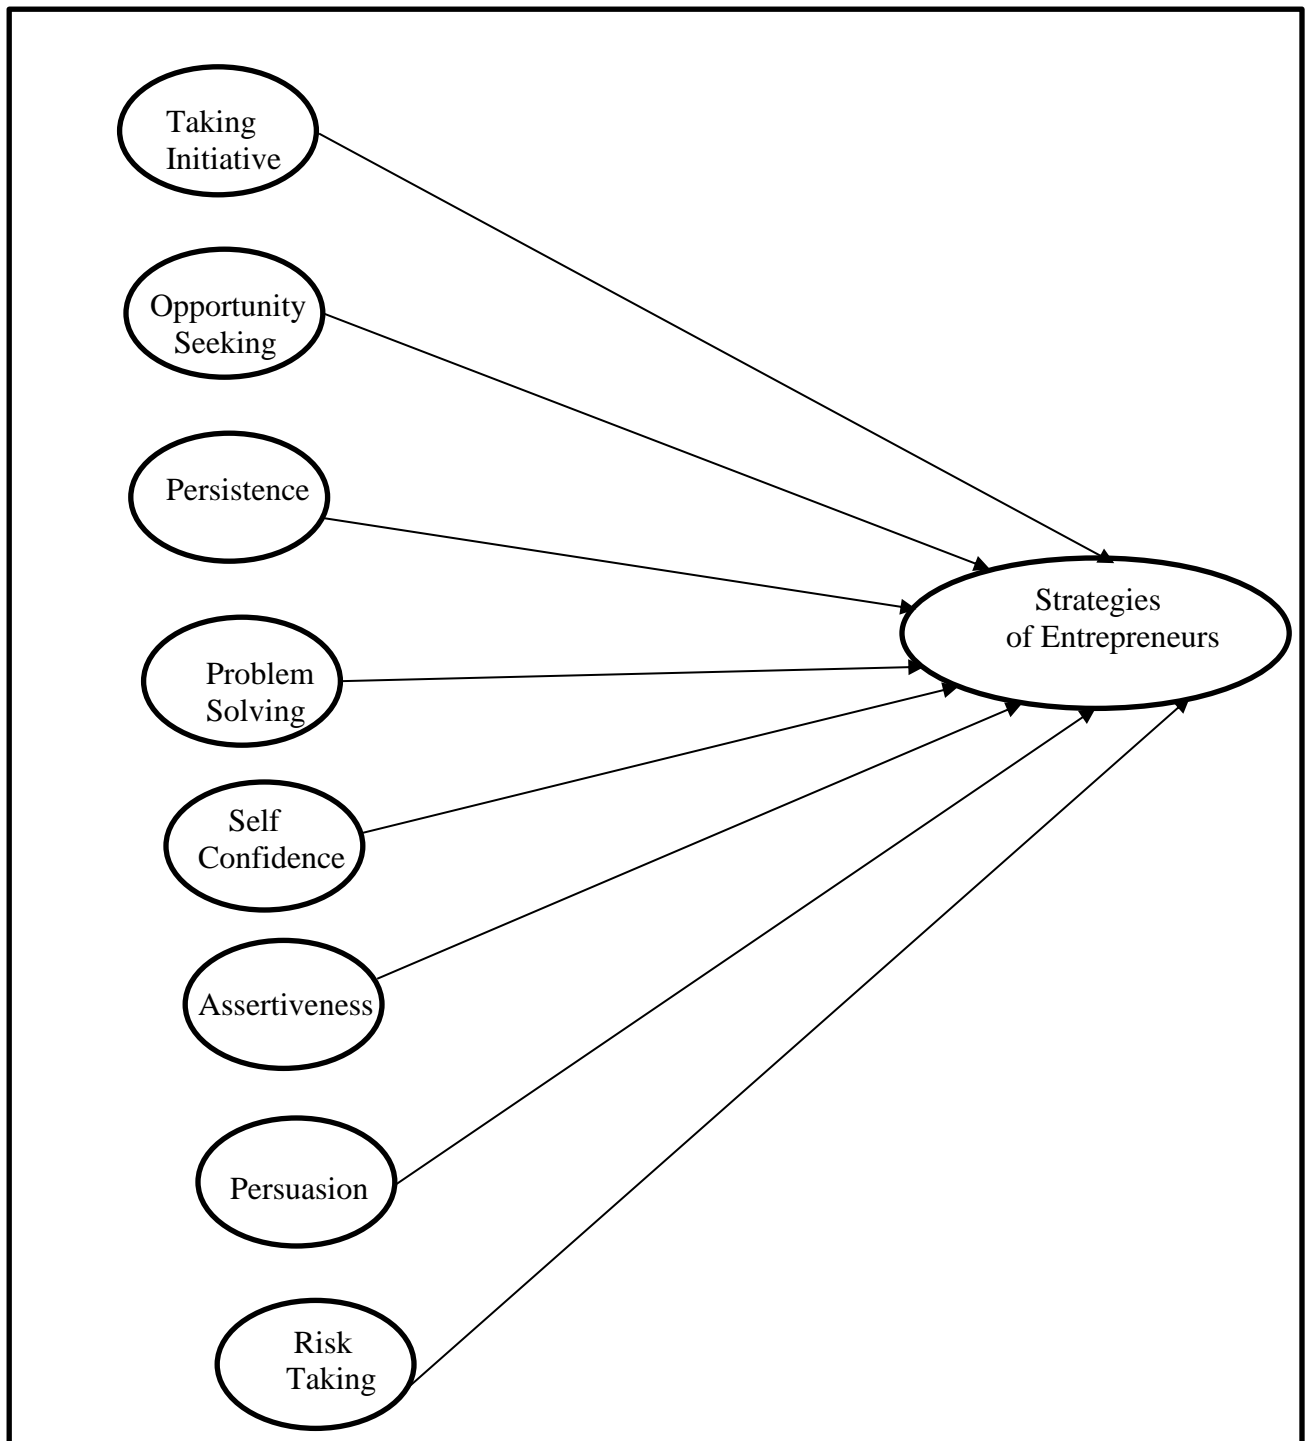 Taking
Initiative
Opportunity
Seeking
Persistence
Strategies
of Entrepreneurs
Problem
Solving
Self
Confidence
Assertiveness
Persuasion
Risk
Taking